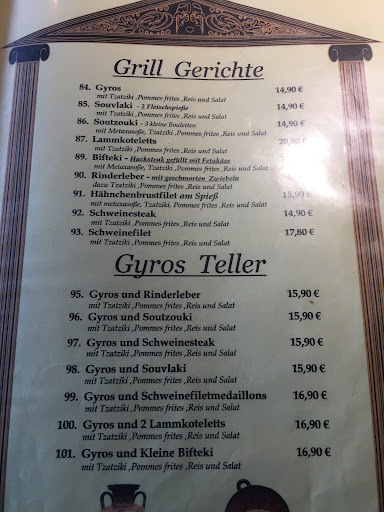 Grill Gerichte
84. Gyros 14,90 €
mit Tzatziki ,Pommes frites ,Reis und Salat
85. Souvlaki - 2 Fleischspieße 14,90 €
mit Tzatziki ,Pommes frites ,Reis und Salat
86. Soutzouki - 3 kleine Bouletten 14,90 €
mit Metaxasoße, Tzatziki ,Pommes frites ,Reis und Salat
87. Lammkoteletts
mit Tzatziki ,Pommes frites ,Reis und Salat
89. Bifteki - Hacksteak gefüllt mit Fetakäse
mit Metaxasoße, Tzatziki ,Pommes frites ,Reis und Salat
90. Rinderleber - mit geschmorten Zwiebeln
dazu Tzatziki ,Pommes frites ,Reis und Salat
91. Hähnchenbrustfilet am Spieß 15,90 €
mit metaxasoße, Tzatziki ,Pommes frites ,Reis und Salat
92. Schweinesteak 14,90 €
mit Tzatziki ,Pommes frites ,Reis und Salat
93. Schweinefilet 17,80 €
mit Tzatziki ,Pommes frites ,Reis und Salat
Gyros Teller
95. Gyros und Rinderleber 15,90 €
mit Tzatziki ,Pommes frites ,Reis und Salat
96. Gyros und Soutzouki 15,90 €
mit Tzatziki ,Pommes frites ,Reis und Salat
97. Gyros und Schweinesteak 15,90 €
mit Tzatziki ,Pommes frites ,Reis und Salat
98. Gyros und Souvlaki 15,90 €
mit Tzatziki ,Pommes frites ,Reis und Salat
99. Gyros und Schweinefiletmedaillons 16,90 €
mit Tzatziki ,Pommes frites ,Reis und Salat
100. Gyros und 2 Lammkoteletts 16,90 €
mit Tzatziki ,Pommes frites ,Reis und Salat
101. Gyros und Kleine Bifteki 16,90 €
mit Tzatziki ,Pommes frites ,Reis und Salat